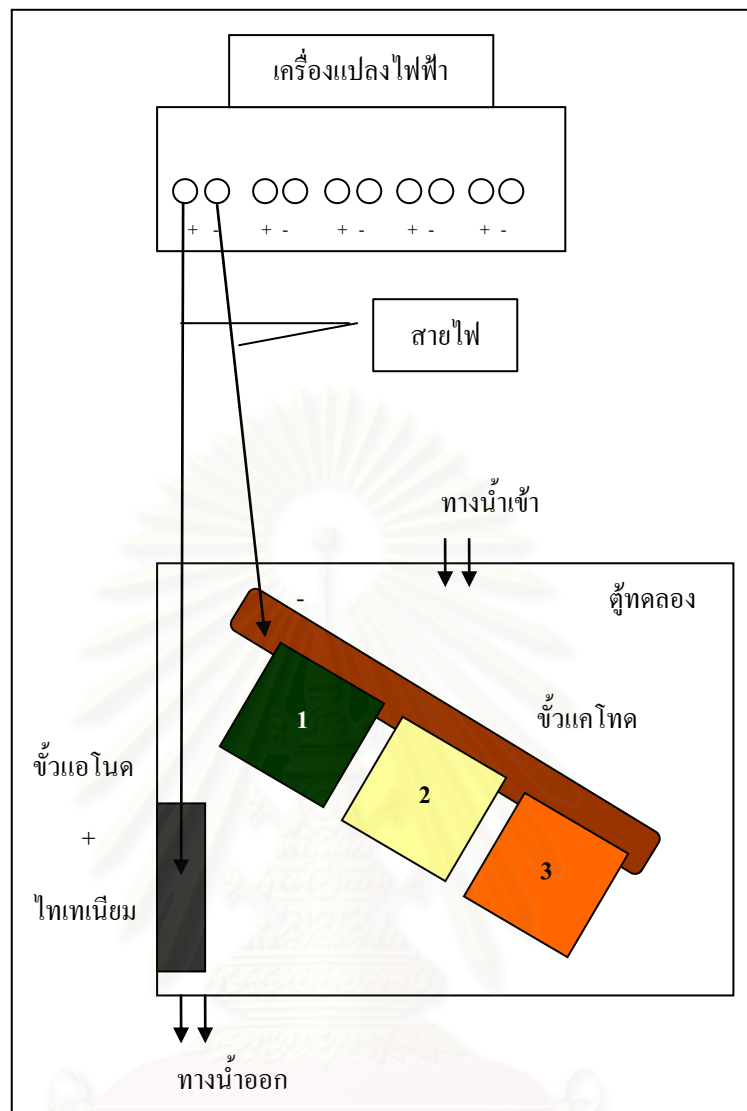 เครื่องแปลงไฟฟ้า
+ - + - + - + - + -
สายไฟ
ทางน้ำเข้า
ตู้ทดลอง
-
1
ขั้วแคโทด
ขั้วแอโนด
2
+
3
ไทเทเนียม
ทางน้ำออก